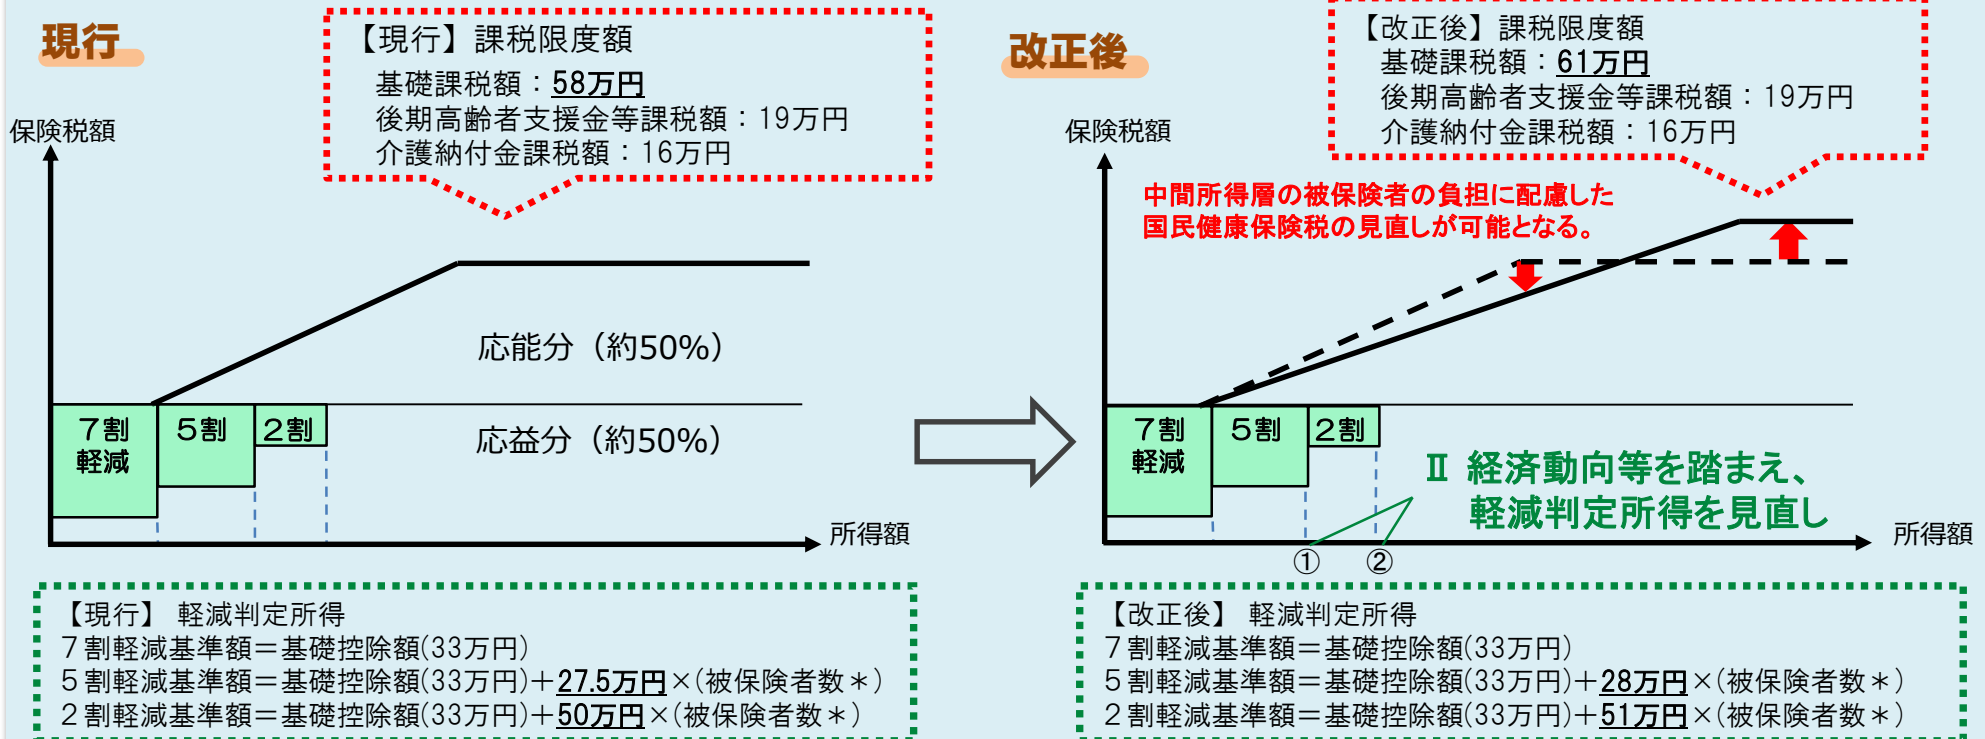 現行
【現行】課税限度額
基礎課税額：58万円
後期高齢者支援金等課税額：19万円
介護納付金課税額：16万円
保険税額
応能分（約50%）
7割
軽減
5割
2割
応益分（約50%）
所得額
【現行】 軽減判定所得
7割軽減基準額＝基礎控除額(33万円)
5割軽減基準額＝基礎控除額(33万円)＋27.5万円×(被保険者数＊)
2割軽減基準額＝基礎控除額(33万円)＋50万円×(被保険者数＊)
改正後
【改正後】課税限度額
基礎課税額：61万円
後期高齢者支援金等課税額：19万円
介護納付金課税額：16万円
保険税額
中間所得層の被保険者の負担に配慮した
国民健康保険税の見直しが可能となる。
7割
軽減
5割
2割
Ⅱ 経済動向等を踏まえ、
軽減判定所得を見直し
所得額
① ②
【改正後】 軽減判定所得
7割軽減基準額＝基礎控除額(33万円)
5割軽減基準額＝基礎控除額(33万円)＋28万円×(被保険者数＊)
2割軽減基準額＝基礎控除額(33万円)＋51万円×(被保険者数＊)